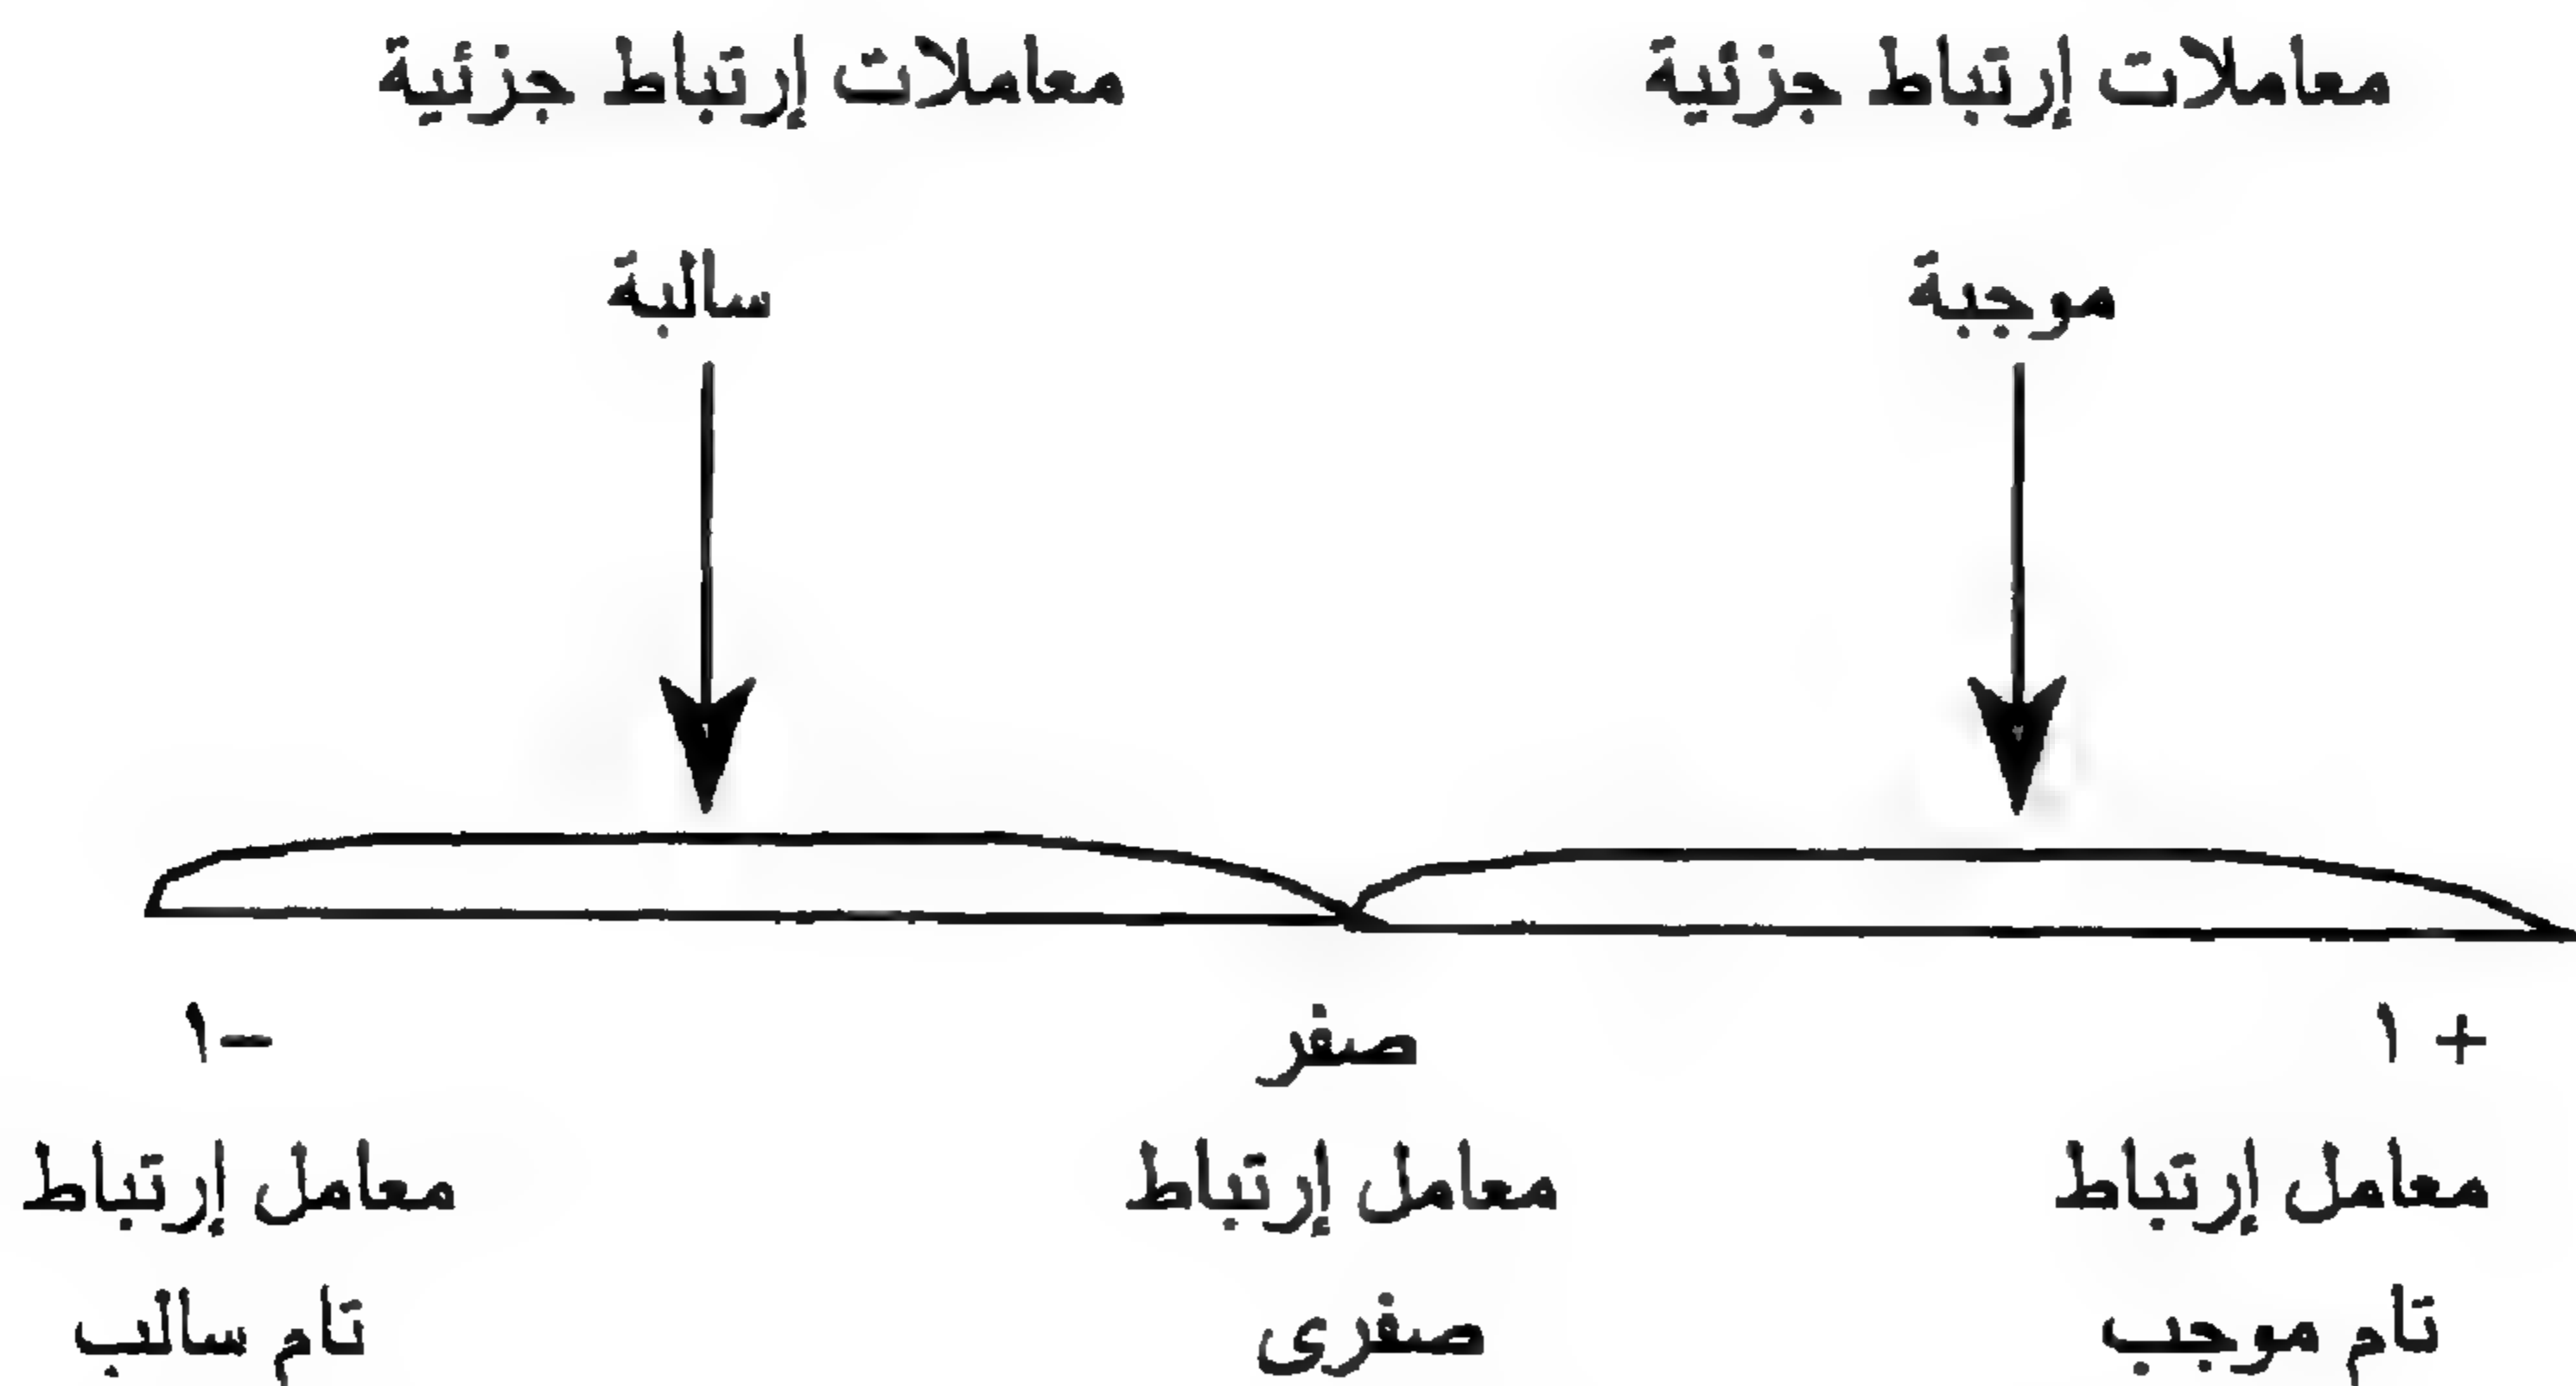 معاملات إرتباط جزئية
موجبة
معاملات إرتباط جزئية
سالبة
+ ١
معامل إرتباط
تام موجب
صفر
معامل إرتباط
صفرى
–١
معامل إرتباط
تام سالب